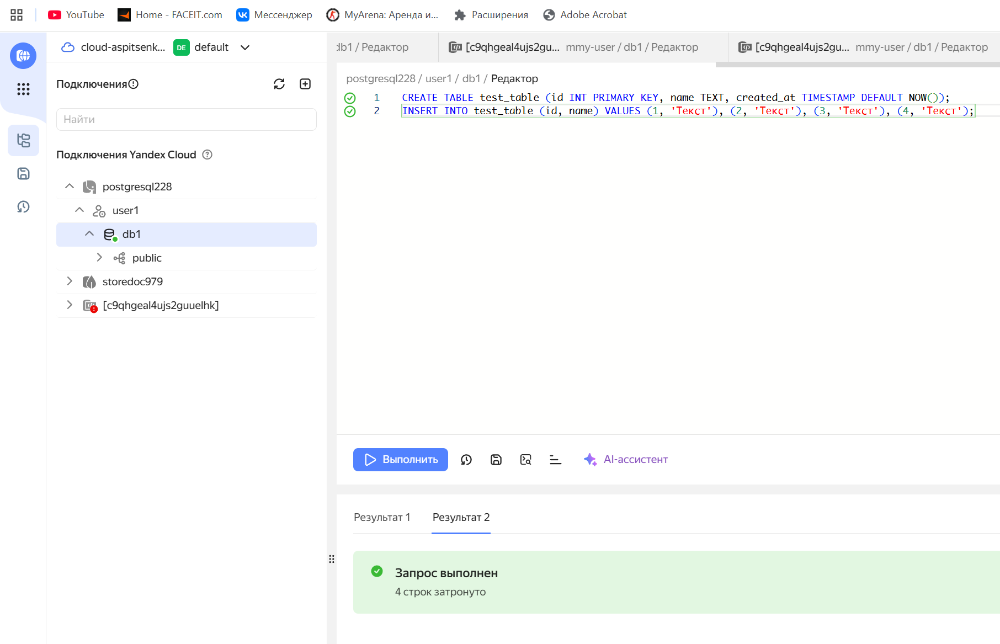 YouTube
Home - FACEIT.com
Мессенджер
MyArena: Аренда и...
Расширения
Adobe Acrobat
cloud-aspitsenk...
DE
default
db1 / Редактор
[c9qhgeal4ujs2gu... mmy-user / db1 / Редактор
[c9qhgeal4ujs2gu... mmy-user / db1 / Редактор
Подключения
Найти
Подключения Yandex Cloud
postgresql228
user1
db1
public
storedoc979
[c9qhgeal4ujs2guuelhk]
postgresql228 / user1 / db1 / Редактор
1 CREATE TABLE test_table (id INT PRIMARY KEY, name TEXT, created_at TIMESTAMP DEFAULT NOW());
2 INSERT INTO test_table (id, name) VALUES (1, 'Текст'), (2, 'Текст'), (3, 'Текст'), (4, 'Текст');
Выполнить
AI-ассистент
Результат 1
Результат 2
Запрос выполнен
4 строк затронуто